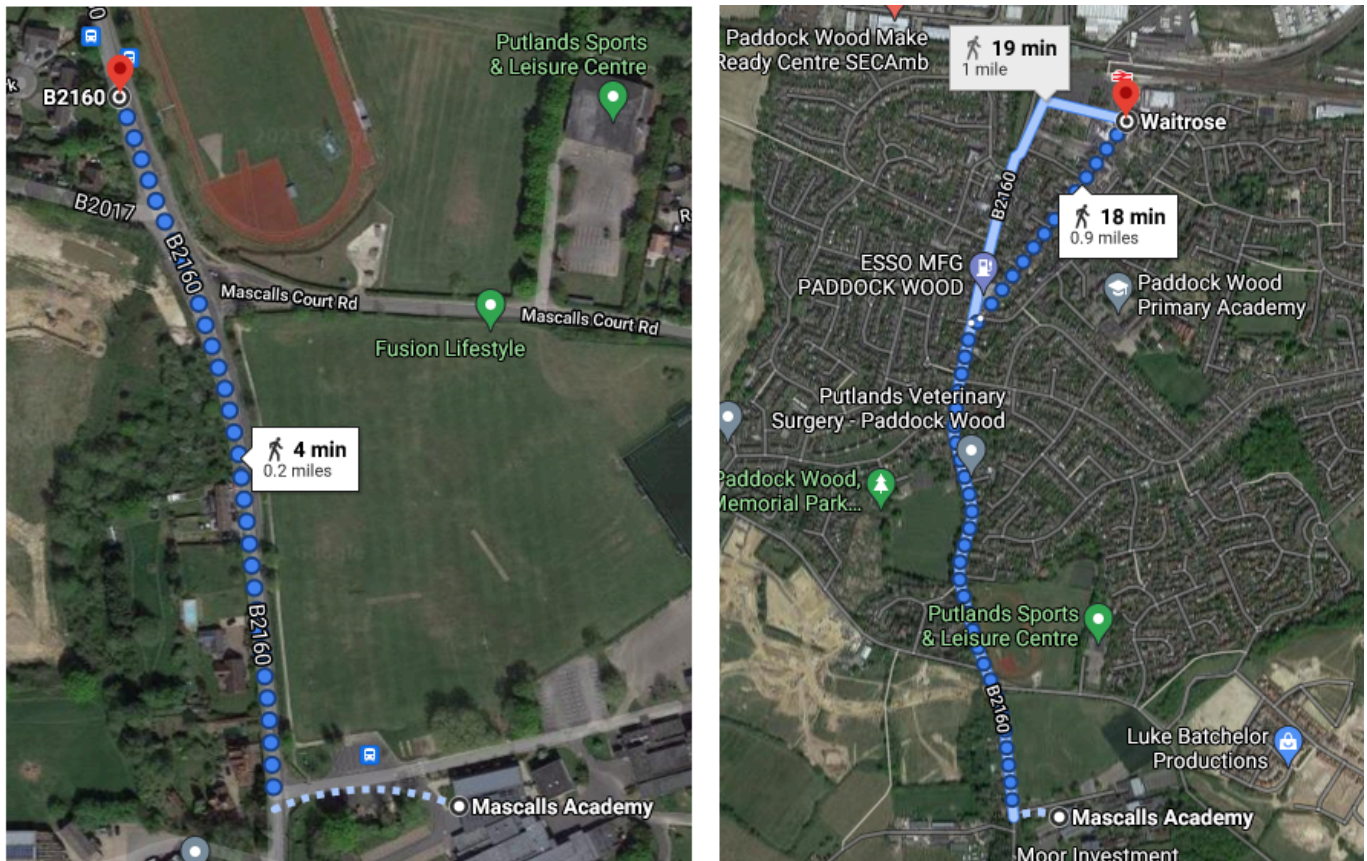 Putlands Sports
& Leisure Centre
B2160
B2017
B2160
Mascalls Court Rd
Mascalls Court Rd
Fusion Lifestyle
4 min
0.2 miles
B2160
Mascalls Academy
Paddock Wood Make
Ready Centre SECAmb
19 min
1 mile
Waitrose
B2160
18 min
0.9 miles
ESSO MFG
PADDOCK WOOD
Paddock Wood
Primary Academy
Putlands Veterinary
Surgery - Paddock Wood
Paddock Wood,
Memorial Park...
Putlands Sports
& Leisure Centre
B2160
Luke Batchelor
Productions
Mascalls Academy
Moor Investment